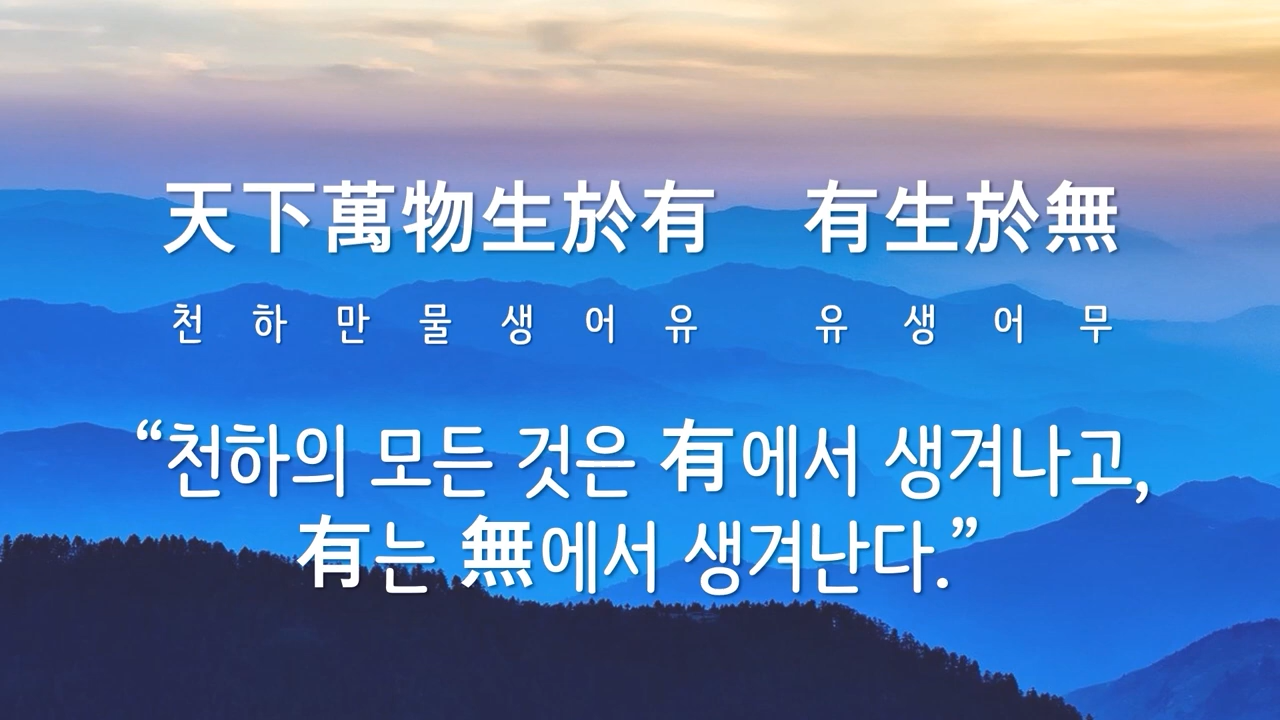 天下萬物生於有 有生於無
천 하 만 물 생 어 유 유 생 어 무
“천하의 모든 것은 有에서 생겨나고,
有는 無에서 생겨난다.”